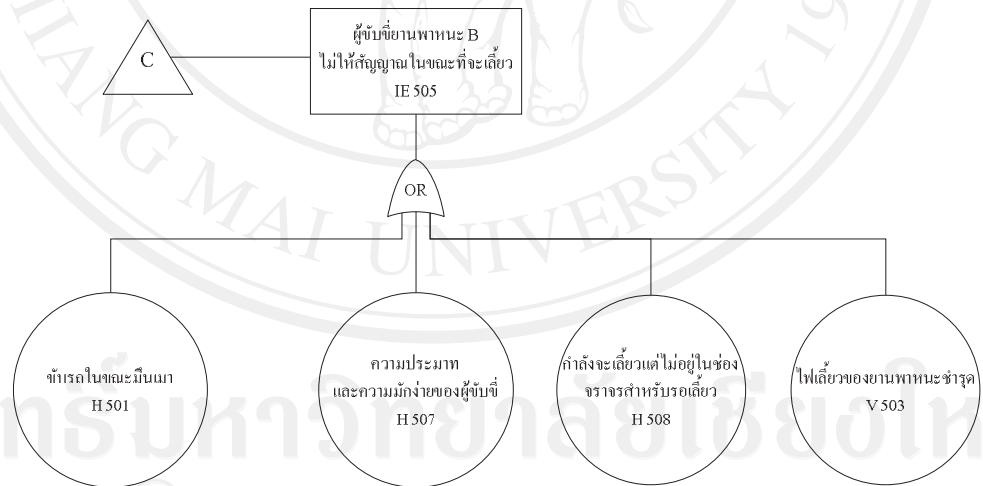 C
ผู้ขับขี่ยานพาหนะ B
ไม่ให้สัญญาณในขณะที่จะเลี้ยว
IE 505
OR
ขับรถในขณะมึนเมา
H 501
ความประมาท
และความมักง่ายของผู้ขับขี่
H 507
กำลังจะเลี้ยวแต่ไม่อยู่ในช่อง
จราจรสำหรับรอเลี้ยว
H 508
ไฟเลี้ยวของยานพาหนะชำรุด
V 503
MAI UNIVERSITY